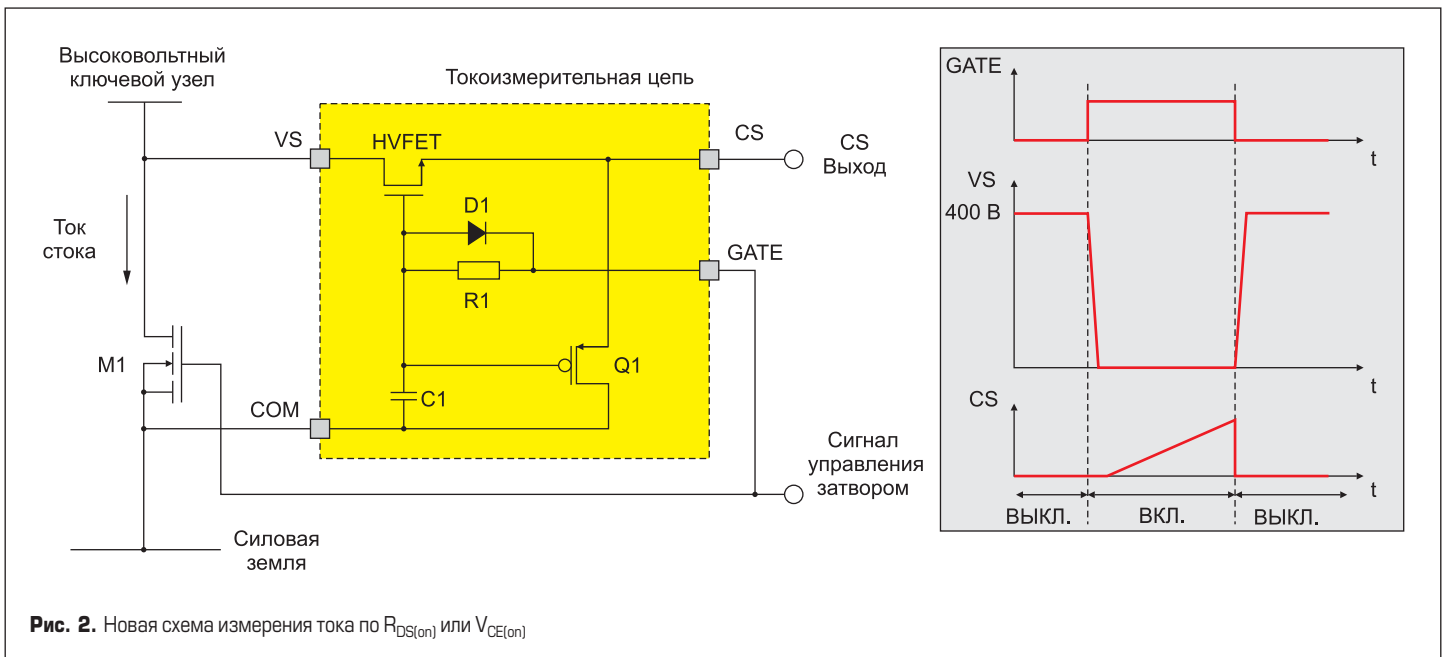 Высоковольтный
ключевой узел
Токоизмерительная цепь
VS
HVFET
CS
CS
Выход
D1
Ток
стока
GATE
R1
M1
Q1
COM
C1
Сигнал
управления
затвором
Силовая
земля
GATE
t
VS
400 В
t
CS
t
ВЫКЛ.
ВКЛ.
ВЫКЛ.
Рис. 2. Новая схема измерения тока по RDS(on) или VCE(on)